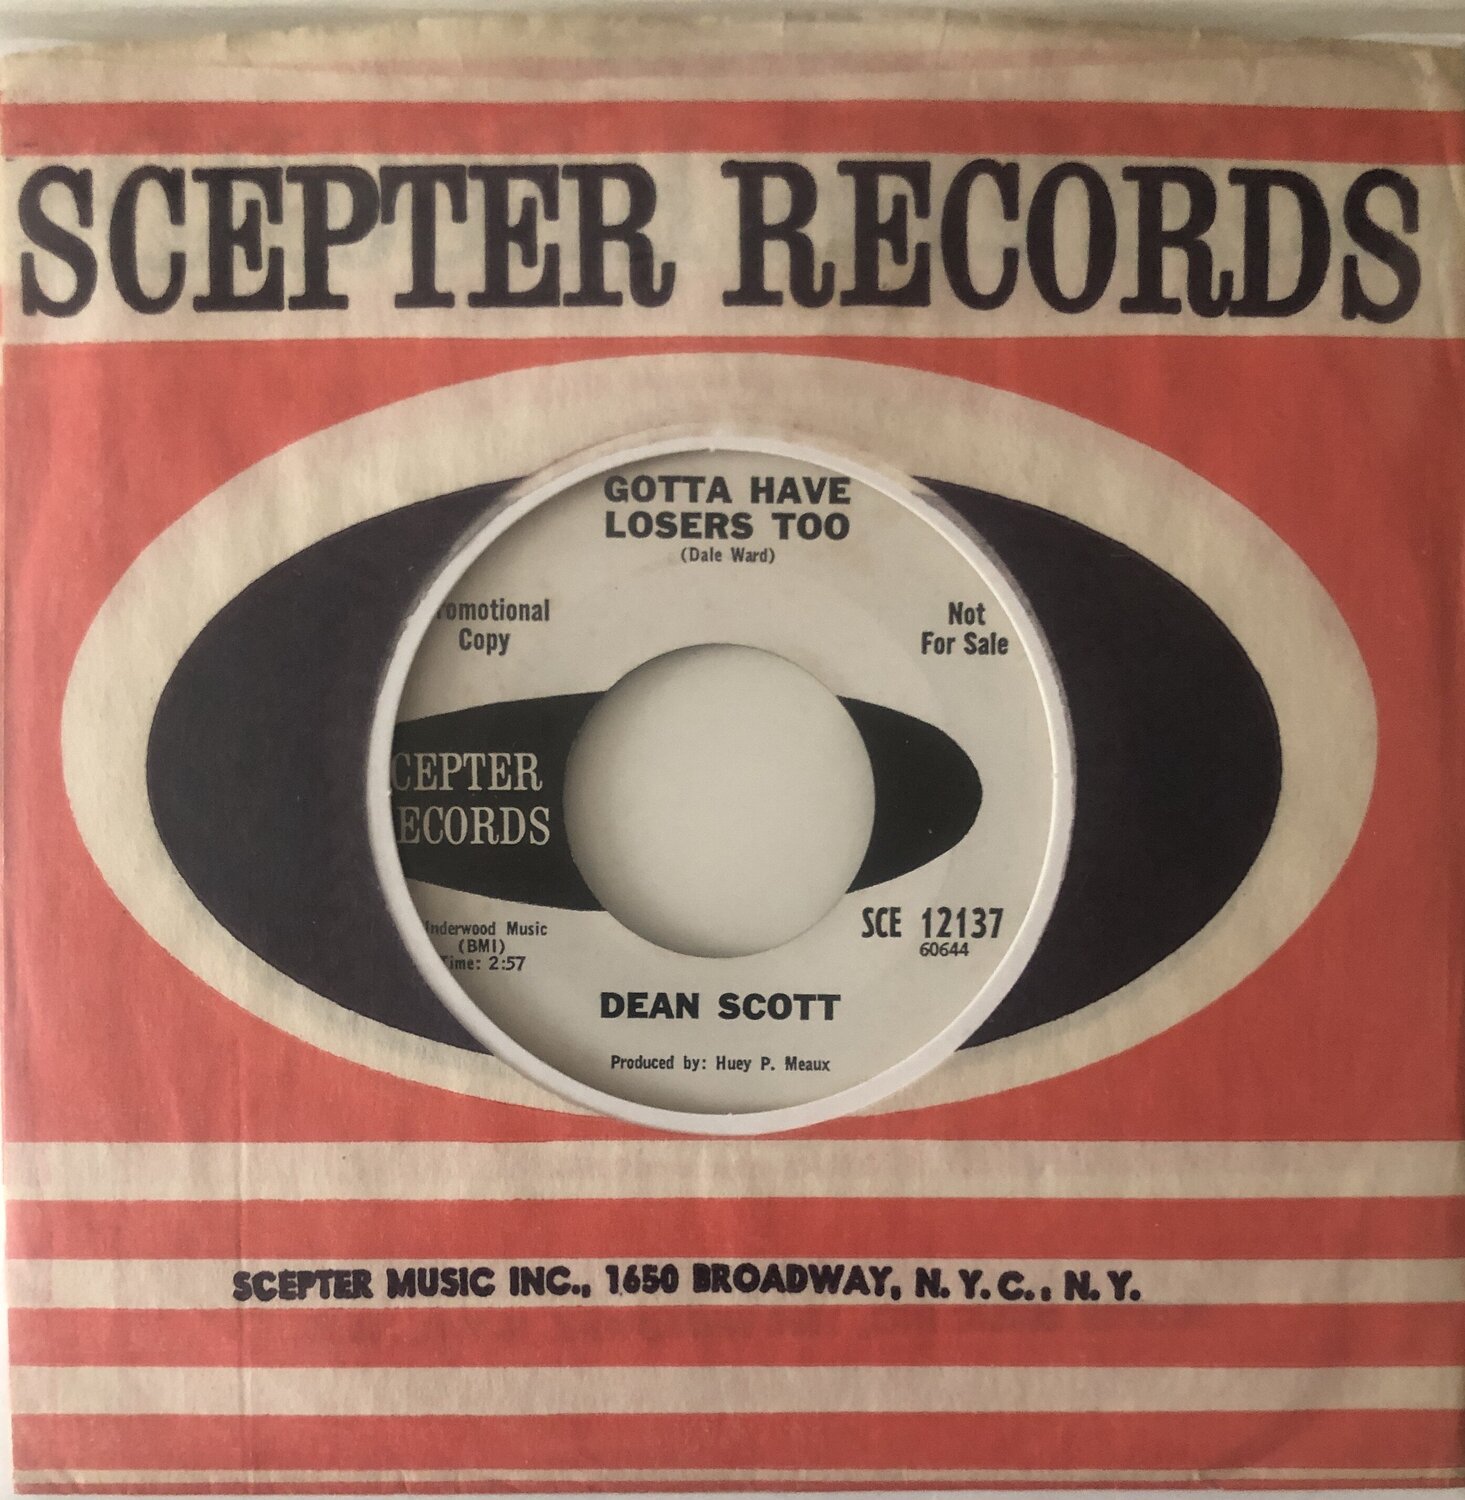 SCEPTER RECORDS
GOTTA HAVE
LOSERS TOO
(Dale Ward)
romotional
Copy
Not
For Sale
CEPTER
ECORDS
nderwood Music
(BMI)
Time: 2:57
SCE 12137
60644
DEAN SCOTT
Produced by: Huey P. Meaux
SCEPTER MUSIC INC., 1650 BROADWAY, N. Y. C., N. Y.